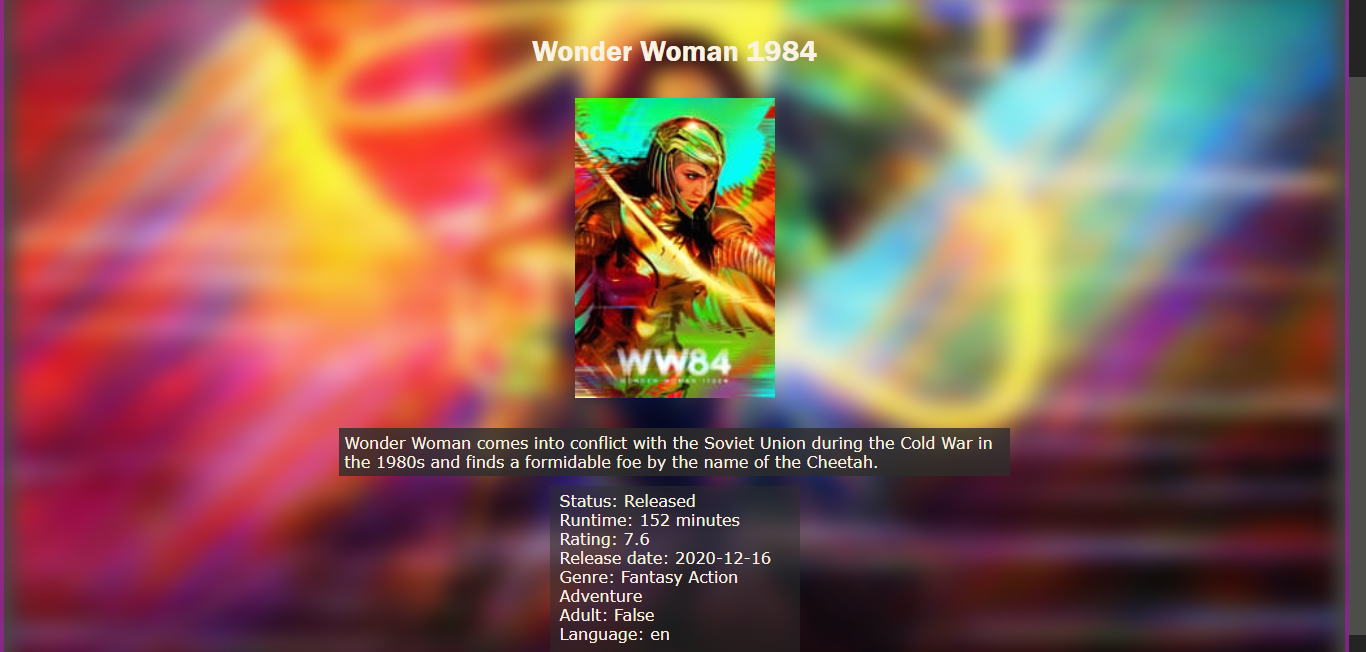 Wonder Woman 1984
WW84
WONDER WOMAN 1984
Wonder Woman comes into conflict with the Soviet Union during the Cold War in
the 1980s and finds a formidable foe by the name of the Cheetah.
Status: Released
Runtime: 152 minutes
Rating: 7.6
Release date: 2020-12-16
Genre: Fantasy Action
Adventure
Adult: False
Language: en